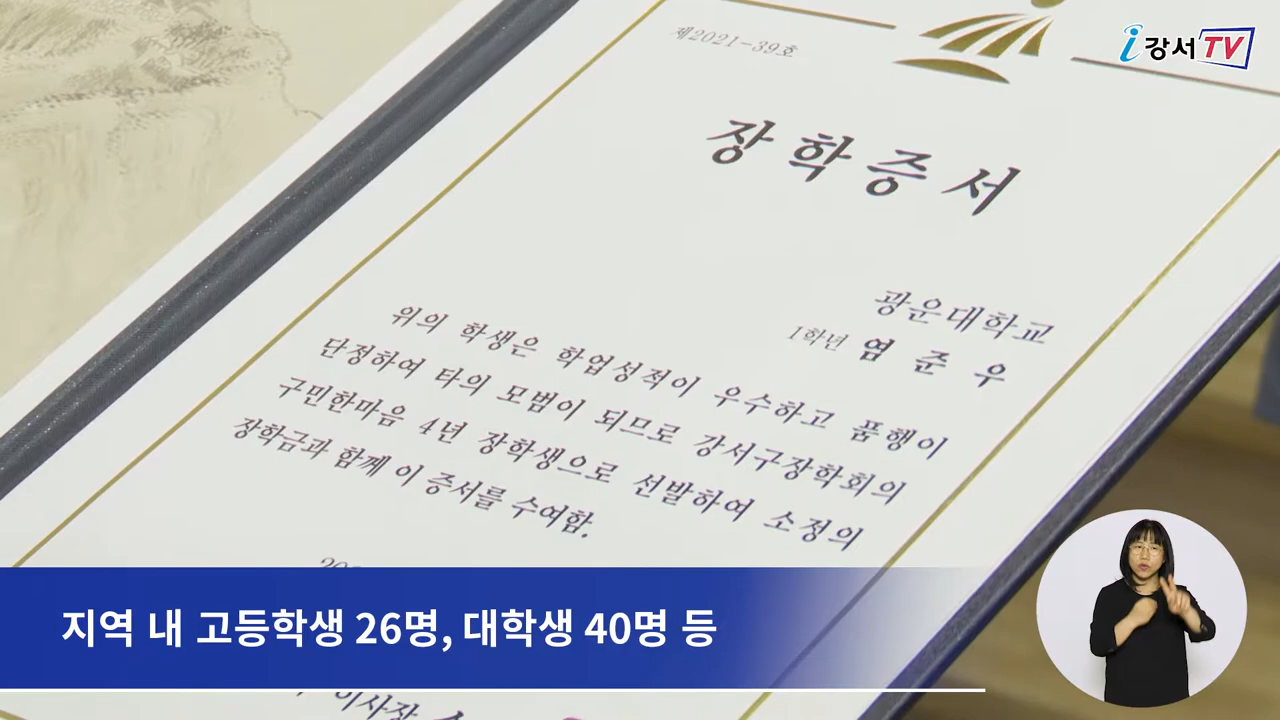 i강서TV
제2021-39호
장학증서
광운대학교
1학년 염준우
위의 학생은 학업성적이 우수하고 품행이
단정하여 타의 모범이 되므로 강서구장학회의
구민한마음 4년 장학생으로 선발하여 소정의
장학금과 함께 이 증서를 수여함.
지역 내 고등학생 26명, 대학생 40명 등
이사장